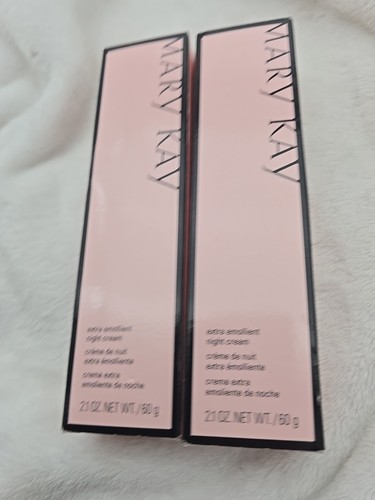 MARY KAY
extra emollient
night cream
crème de nuit
extra émolliente
crema extra
emoliente de noche
2.1 OZ. NET WT. / 60 g
MARY KAY
extra emollient
night cream
crème de nuit
extra émolliente
crema extra
emoliente de noche
2.1 OZ. NET WT. / 60 g